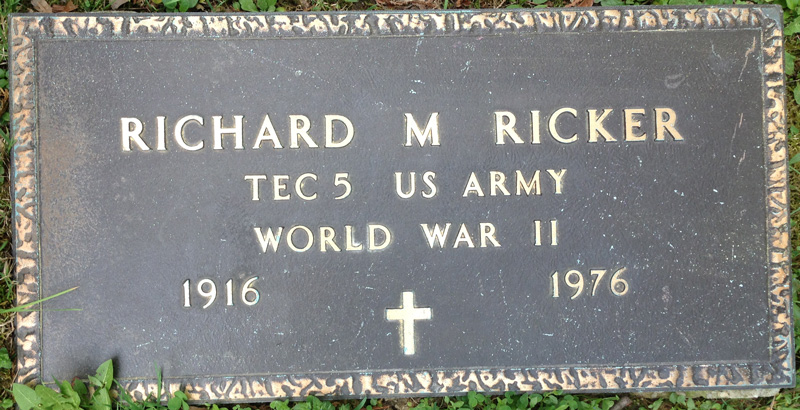 RICHARD M RICKER
TEC 5 US ARMY
WORLD WAR II
1916 1976